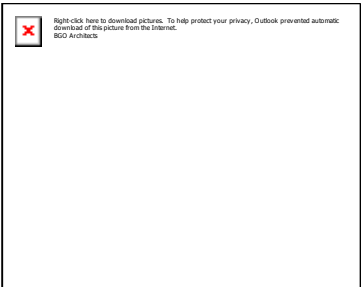 Right-click here to download pictures.  To help protect your privacy, Outlook prevented automatic
download of this picture from the Internet.
BGO Architects